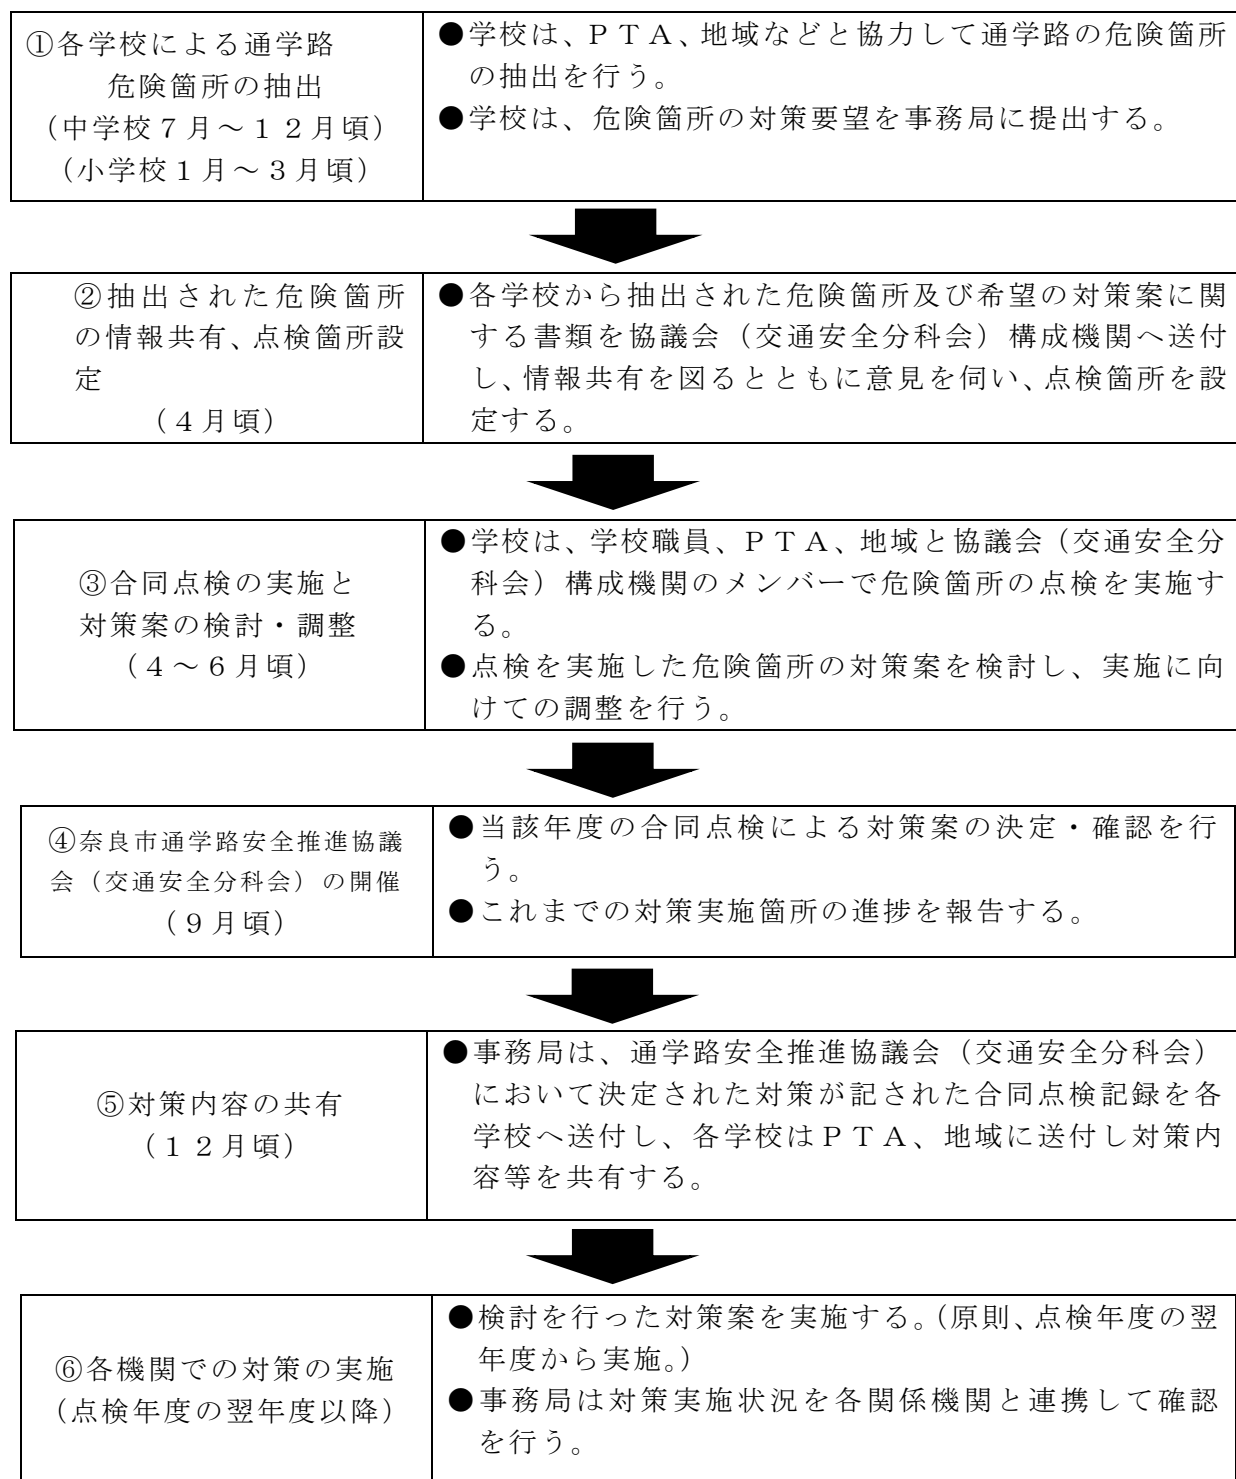 ①各学校による通学路
危険箇所の抽出
（中学校７月～１２月頃）
（小学校１月～３月頃）
●学校は、ＰＴＡ、地域などと協力して通学路の危険箇所
の抽出を行う。
●学校は、危険箇所の対策要望を事務局に提出する。
②抽出された危険箇所
の情報共有、点検箇所設
定
（４月頃）
●各学校から抽出された危険箇所及び希望の対策案に関
する書類を協議会（交通安全分科会）構成機関へ送付
し、情報共有を図るとともに意見を伺い、点検箇所を設
定する。
③合同点検の実施と
対策案の検討・調整
（４～６月頃）
●学校は、学校職員、ＰＴＡ、地域と協議会（交通安全分
科会）構成機関のメンバーで危険箇所の点検を実施す
る。
●点検を実施した危険箇所の対策案を検討し、実施に向
けての調整を行う。
④奈良市通学路安全推進協議
会（交通安全分科会）の開催
（９月頃）
●当該年度の合同点検による対策案の決定・確認を行
う。
●これまでの対策実施箇所の進捗を報告する。
⑤対策内容の共有
（１２月頃）
●事務局は、通学路安全推進協議会（交通安全分科会）
において決定された対策が記された合同点検記録を各
学校へ送付し、各学校はＰＴＡ、地域に送付し対策内
容等を共有する。
⑥各機関での対策の実施
（点検年度の翌年度以降）
●検討を行った対策案を実施する。（原則、点検年度の翌
年度から実施。）
●事務局は対策実施状況を各関係機関と連携して確認
を行う。